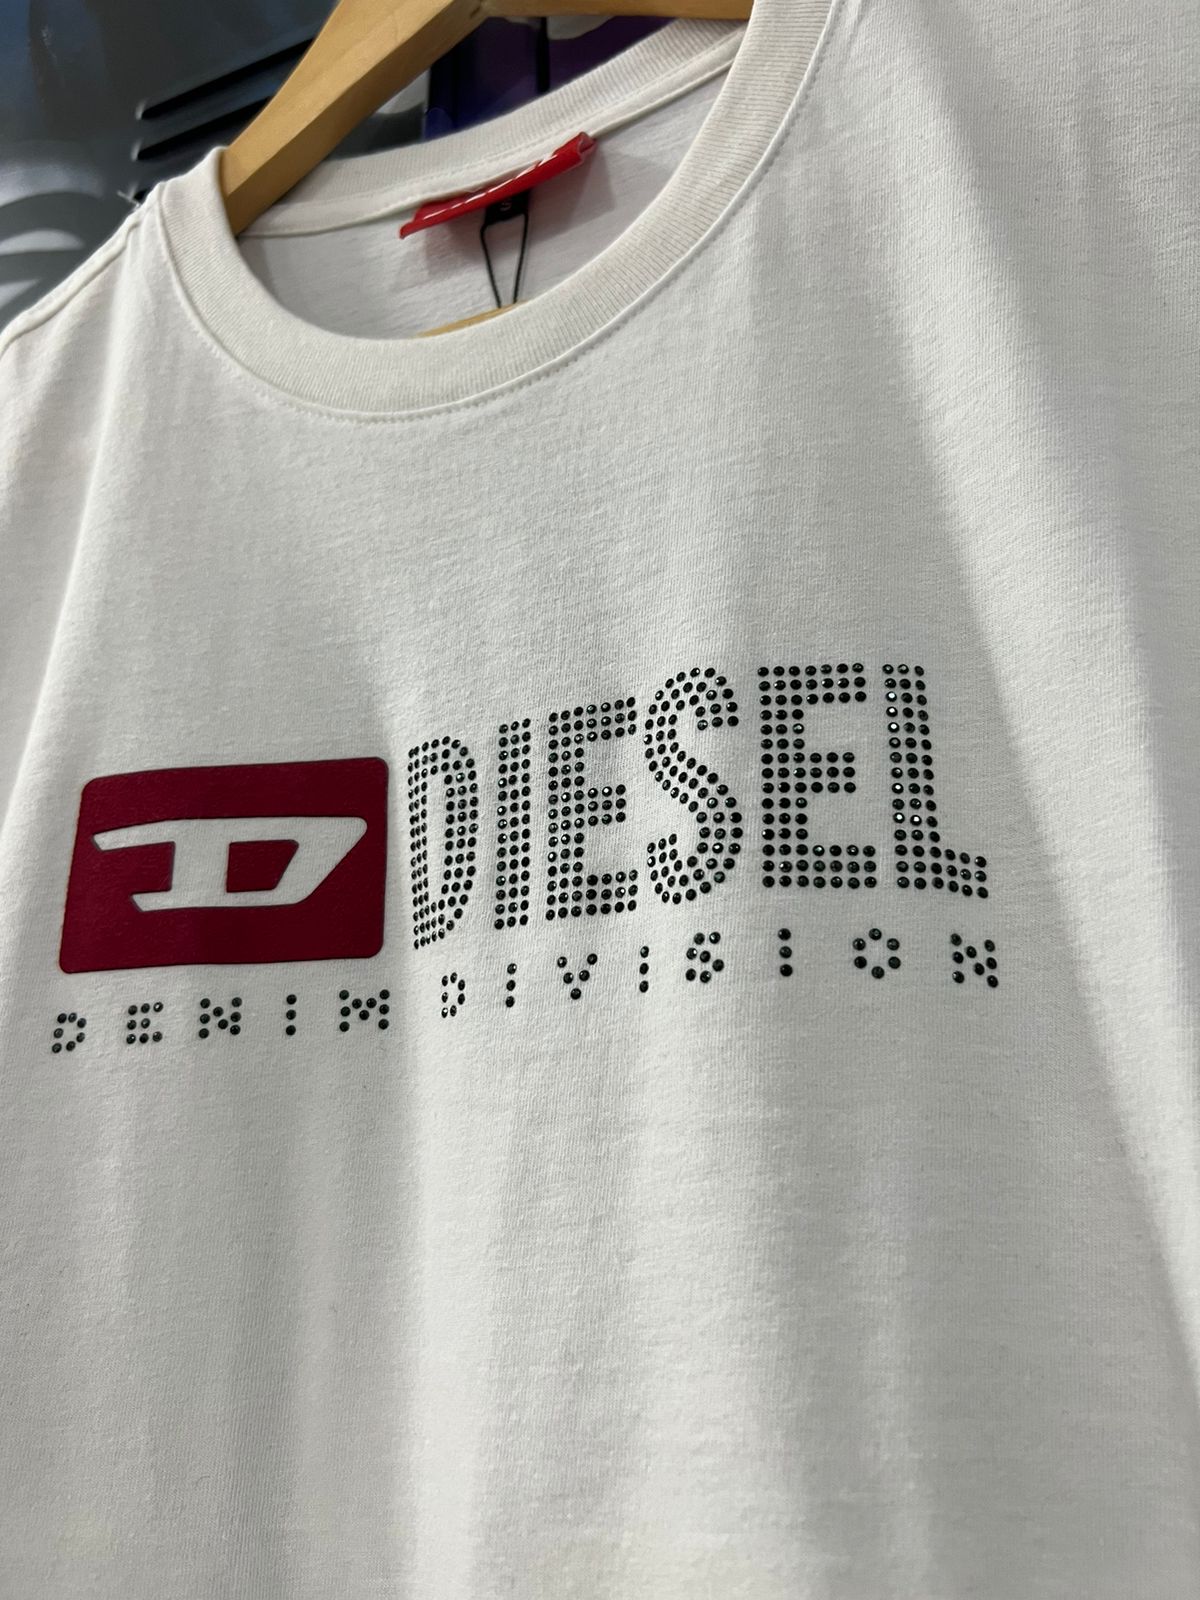 D DIESEL
DENIM DIVISION
S